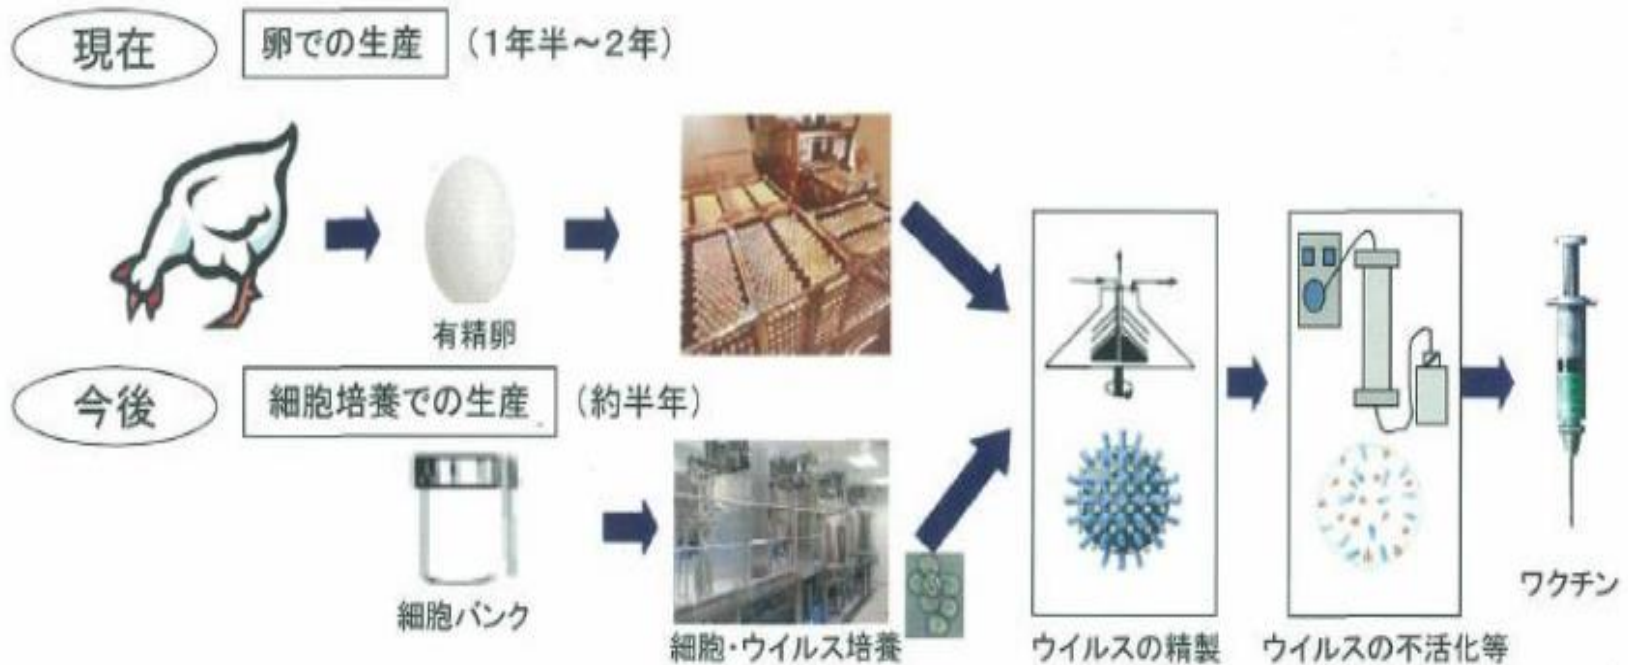 現在
卵での生産 (1年半～2年)
有精卵
今後
細胞培養での生産 (約半年)
細胞バンク
細胞・ウイルス培養
ウイルスの精製
ウイルスの不活化等
ワクチン